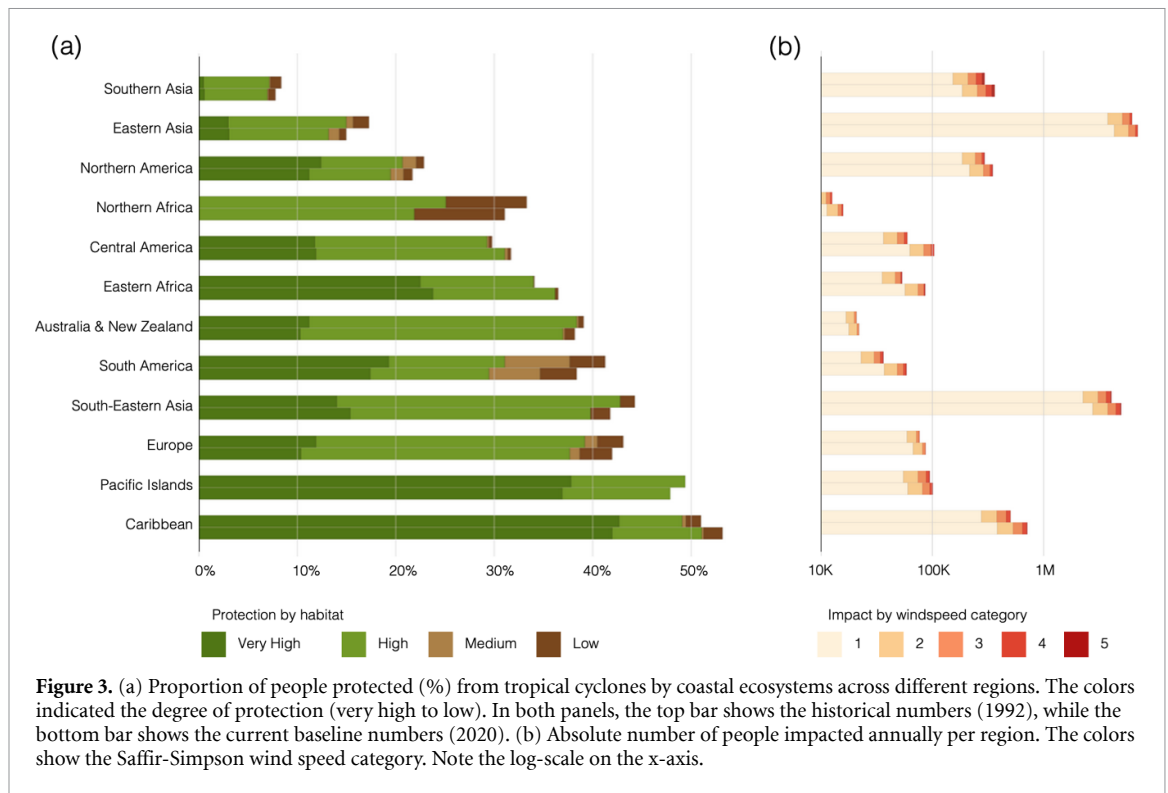 (a)
(b)
Southern Asia
Eastern Asia
Northern America
Northern Africa
Central America
Eastern Africa
Australia & New Zealand
South America
South-Eastern Asia
Europe
Pacific Islands
Caribbean
0% 10% 20% 30% 40% 50%
10K 100K 1M
Protection by habitat
Very High High Medium Low
Impact by windspeed category
1 2 3 4 5
Figure 3. (a) Proportion of people protected (%) from tropical cyclones by coastal ecosystems across different regions. The colors
indicated the degree of protection (very high to low). In both panels, the top bar shows the historical numbers (1992), while the
bottom bar shows the current baseline numbers (2020). (b) Absolute number of people impacted annually per region. The colors
show the Saffir-Simpson wind speed category. Note the log-scale on the x-axis.